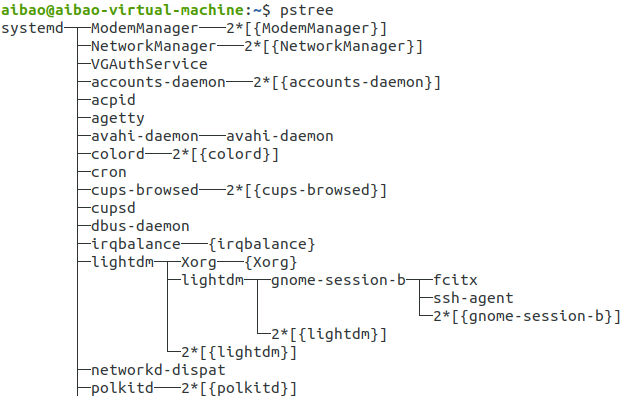 aibao@aibao-virtual-machine:~$ pstree
systemd─┬─ModemManager───2*[{ModemManager}]
        ├─NetworkManager───2*[{NetworkManager}]
        ├─VGAuthService
        ├─accounts-daemon───2*[{accounts-daemon}]
        ├─acpid
        ├─agetty
        ├─avahi-daemon───avahi-daemon
        ├─colord───2*[{colord}]
        ├─cron
        ├─cups-browsed───2*[{cups-browsed}]
        ├─cupsd
        ├─dbus-daemon
        ├─irqbalance───{irqbalance}
        ├─lightdm─┬─Xorg───{Xorg}
        │         ├─lightdm─┬─gnome-session-b─┬─fcitx
        │         │         │                 ├─ssh-agent
        │         │         │                 └─2*[{gnome-session-b}]
        │         │         └─2*[{lightdm}]
        │         └─2*[{lightdm}]
        ├─networkd-dispat
        ├─polkitd───2*[{polkitd}]